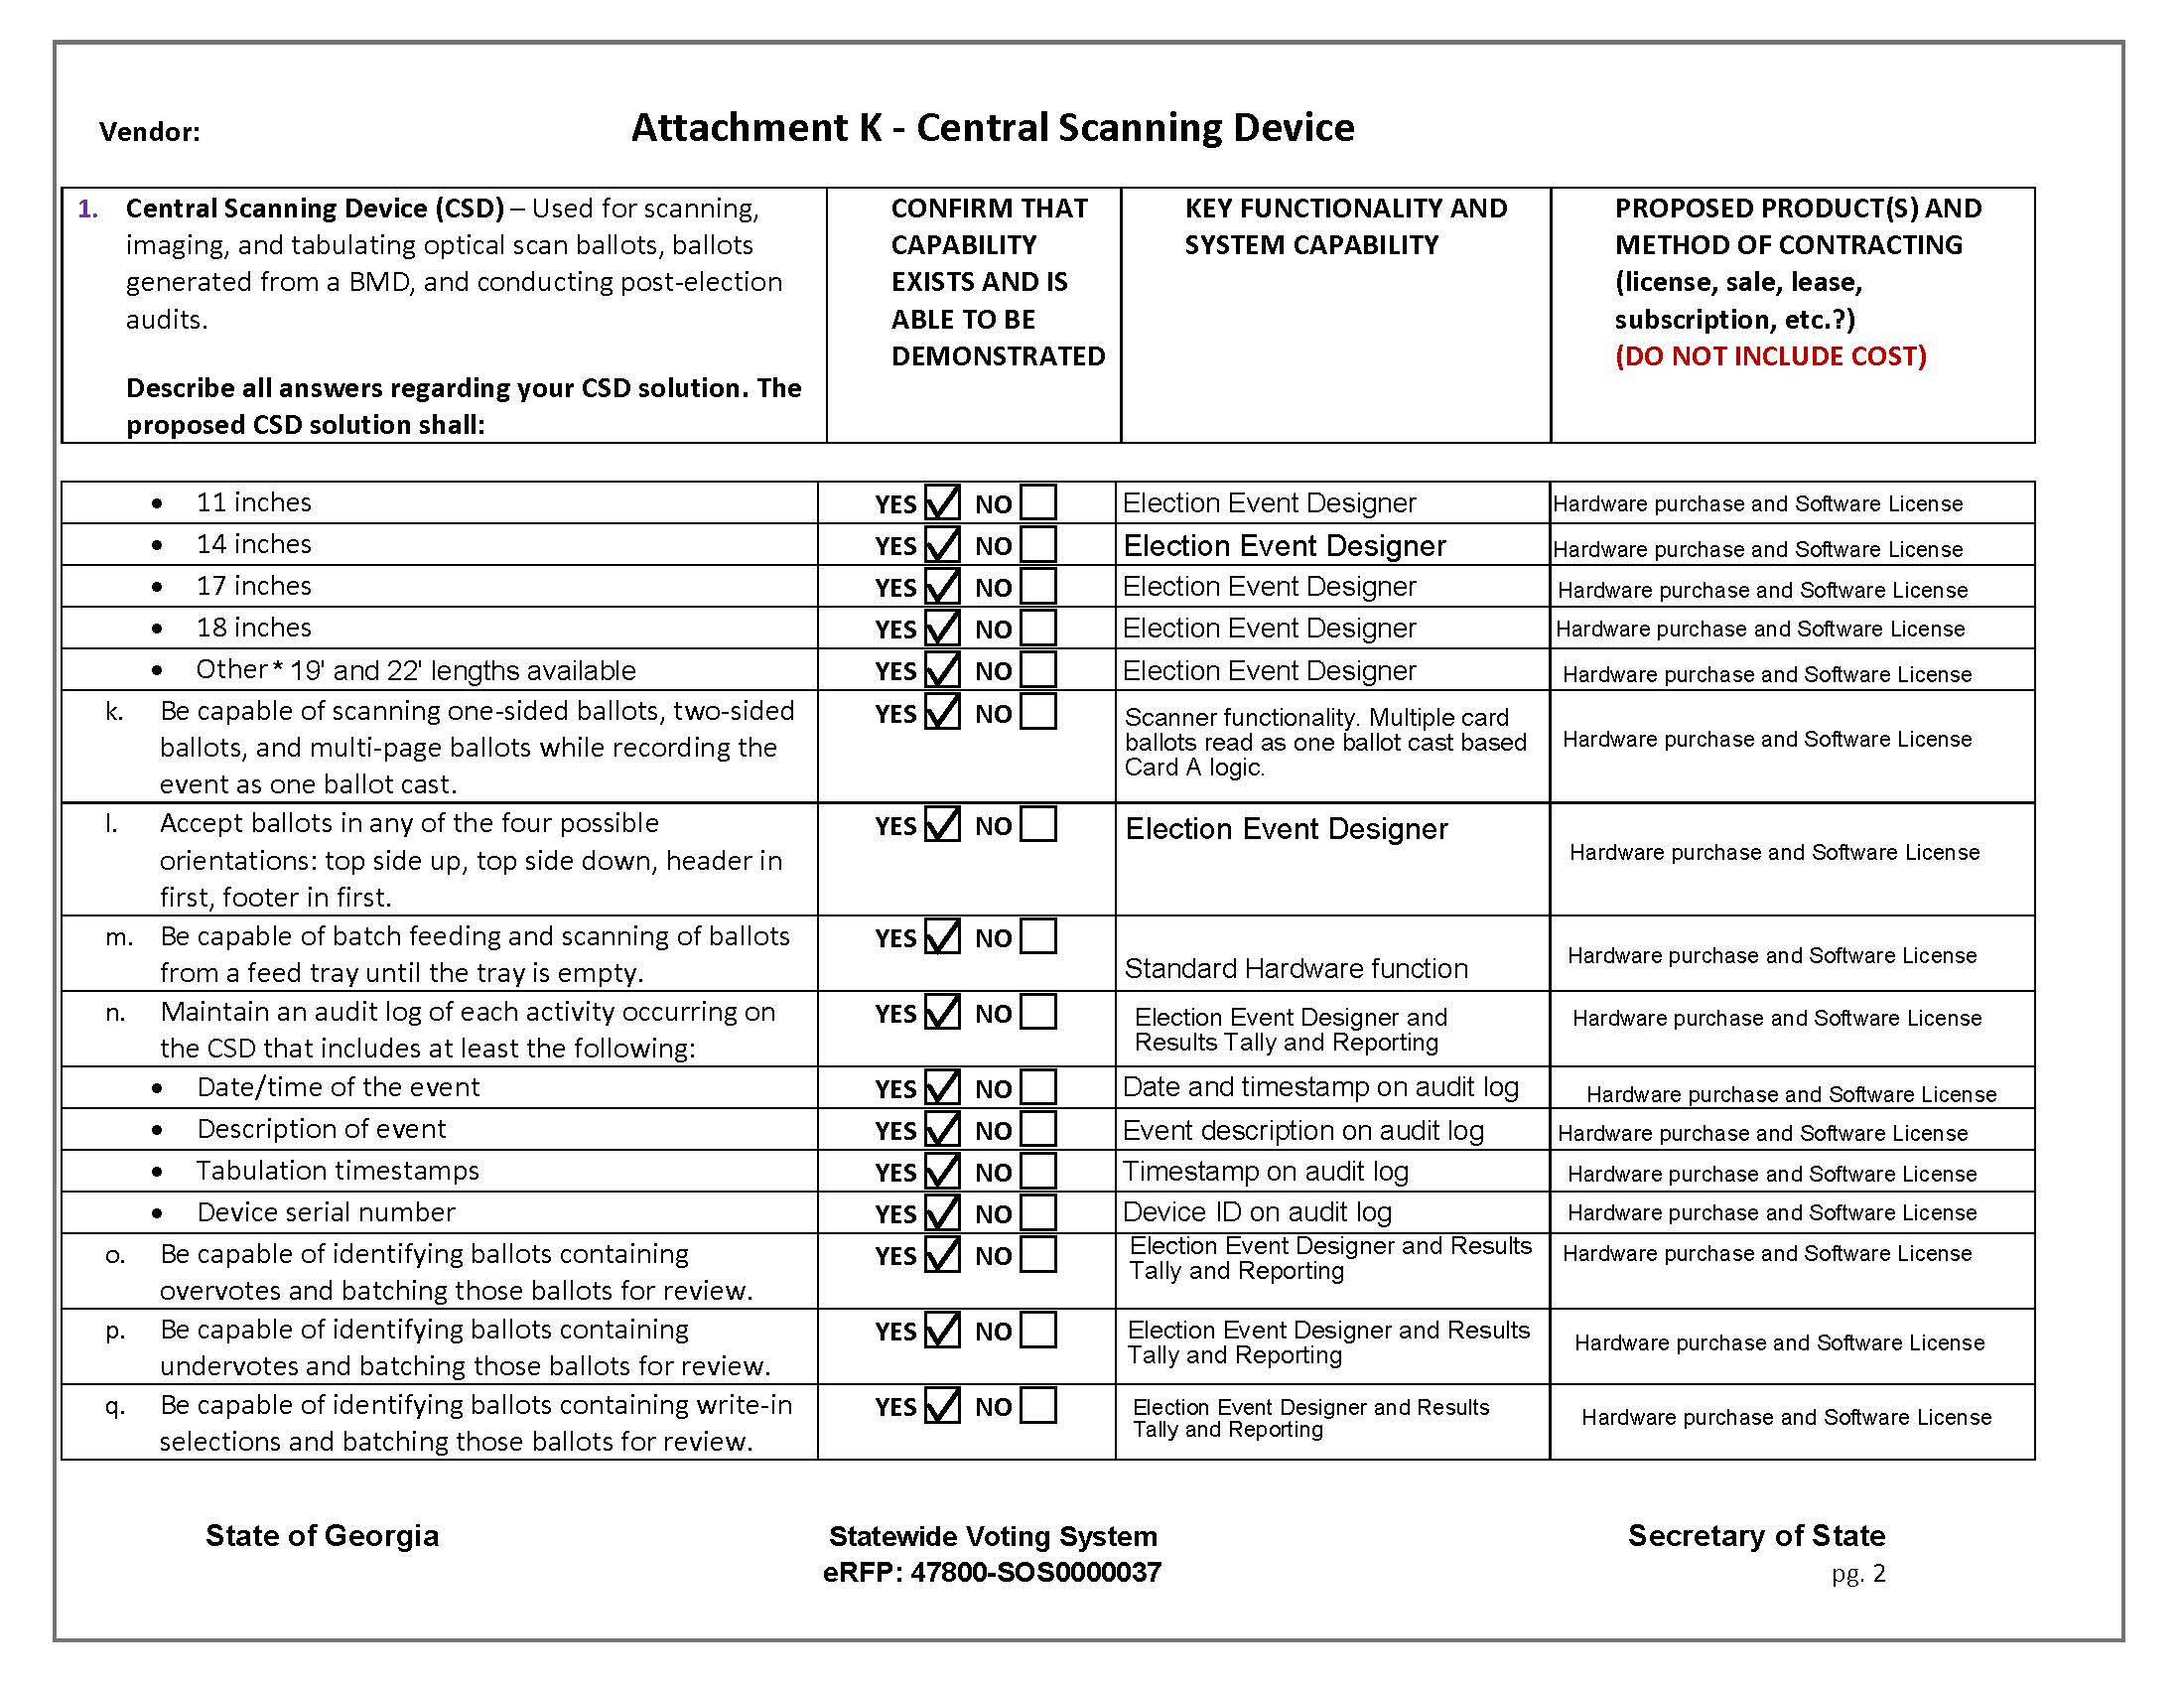 Vendor:
Attachment K - Central Scanning Device
1. Central Scanning Device (CSD) – Used for scanning,
imaging, and tabulating optical scan ballots, ballots
generated from a BMD, and conducting post-election
audits.
Describe all answers regarding your CSD solution. The
proposed CSD solution shall:
CONFIRM THAT
CAPABILITY
EXISTS AND IS
ABLE TO BE
DEMONSTRATED
KEY FUNCTIONALITY AND
SYSTEM CAPABILITY
PROPOSED PRODUCT(S) AND
METHOD OF CONTRACTING
(license, sale, lease,
subscription, etc.?)
(DO NOT INCLUDE COST)
• 11 inches
YES NO
Election Event Designer
Hardware purchase and Software License
• 14 inches
YES NO
Election Event Designer
Hardware purchase and Software License
• 17 inches
YES NO
Election Event Designer
Hardware purchase and Software License
• 18 inches
YES NO
Election Event Designer
Hardware purchase and Software License
• Other* 19' and 22' lengths available
YES NO
Election Event Designer
Hardware purchase and Software License
k. Be capable of scanning one-sided ballots, two-sided
ballots, and multi-page ballots while recording the
event as one ballot cast.
YES NO
Scanner functionality. Multiple card
ballots read as one ballot cast based
Card A logic.
Hardware purchase and Software License
l. Accept ballots in any of the four possible
orientations: top side up, top side down, header in
first, footer in first.
YES NO
Election Event Designer
Hardware purchase and Software License
m. Be capable of batch feeding and scanning of ballots
from a feed tray until the tray is empty.
YES NO
Standard Hardware function
Hardware purchase and Software License
n. Maintain an audit log of each activity occurring on
the CSD that includes at least the following:
YES NO
Election Event Designer and
Results Tally and Reporting
Hardware purchase and Software License
• Date/time of the event
YES NO
Date and timestamp on audit log
Hardware purchase and Software License
• Description of event
YES NO
Event description on audit log
Hardware purchase and Software License
• Tabulation timestamps
YES NO
Timestamp on audit log
Hardware purchase and Software License
• Device serial number
YES NO
Device ID on audit log
Hardware purchase and Software License
o. Be capable of identifying ballots containing
overvotes and batching those ballots for review.
YES NO
Election Event Designer and Results
Tally and Reporting
Hardware purchase and Software License
p. Be capable of identifying ballots containing
undervotes and batching those ballots for review.
YES NO
Election Event Designer and Results
Tally and Reporting
Hardware purchase and Software License
q. Be capable of identifying ballots containing write-in
selections and batching those ballots for review.
YES NO
Election Event Designer and Results
Tally and Reporting
Hardware purchase and Software License
State of Georgia
Statewide Voting System
eRFP: 47800-SOS0000037
Secretary of State
pg. 2